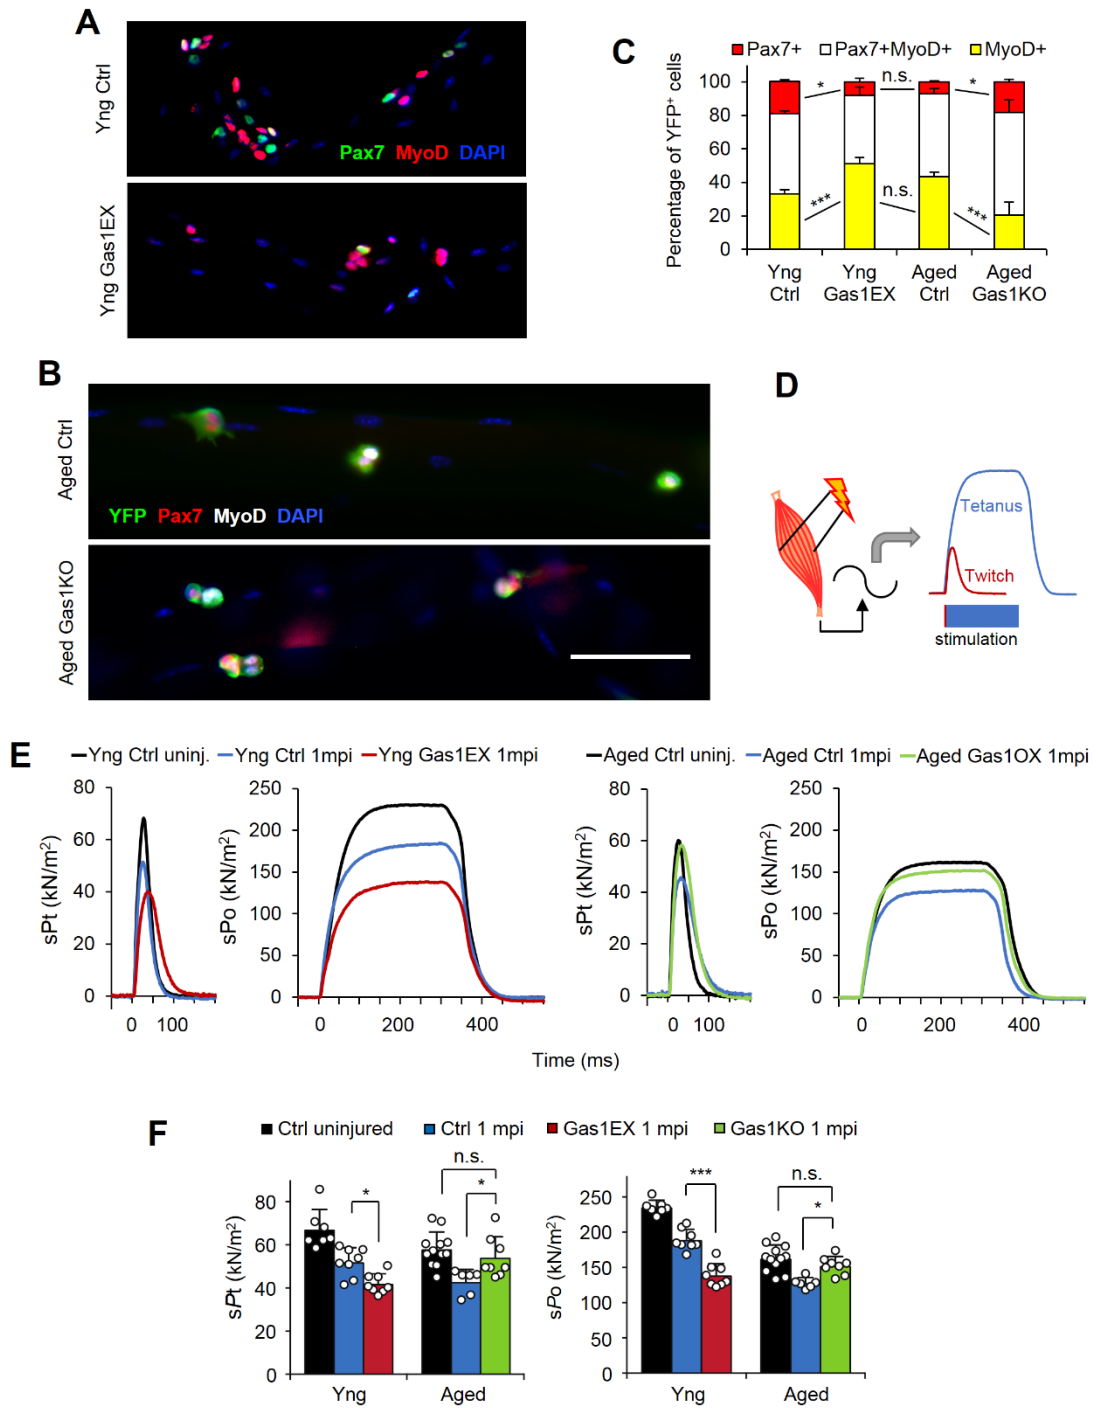 A
Yng Ctrl
Pax7 MyoD DAPI
Yng Gas1EX
C
Pax7+ Pax7+MyoD+ MyoD+
Percentage of YFP+ cells
100
80
60
40
20
0
* n.s. *
*** n.s. ***
Yng Ctrl
Yng Gas1EX
Aged Ctrl
Aged Gas1KO
B
Aged Ctrl
YFP Pax7 MyoD DAPI
Aged Gas1KO
D
Tetanus
Twitch
stimulation
E
Yng Ctrl uninj. Yng Ctrl 1mpi Yng Gas1EX 1mpi
Aged Ctrl uninj. Aged Ctrl 1mpi Aged Gas1OX 1mpi
sPt (kN/m2)
80
60
40
20
0
0 100
sPo (kN/m2)
250
200
150
100
50
0
0 200 400
sPt (kN/m2)
80
60
40
20
0
0 100
sPo (kN/m2)
250
200
150
100
50
0
0 200 400
Time (ms)
F
Ctrl uninjured Ctrl 1 mpi Gas1EX 1 mpi Gas1KO 1 mpi
sPt (kN/m2)
80
60
40
20
0
*
n.s.
*
Yng Aged
sPo (kN/m2)
250
200
150
100
50
0
***
n.s.
*
Yng Aged